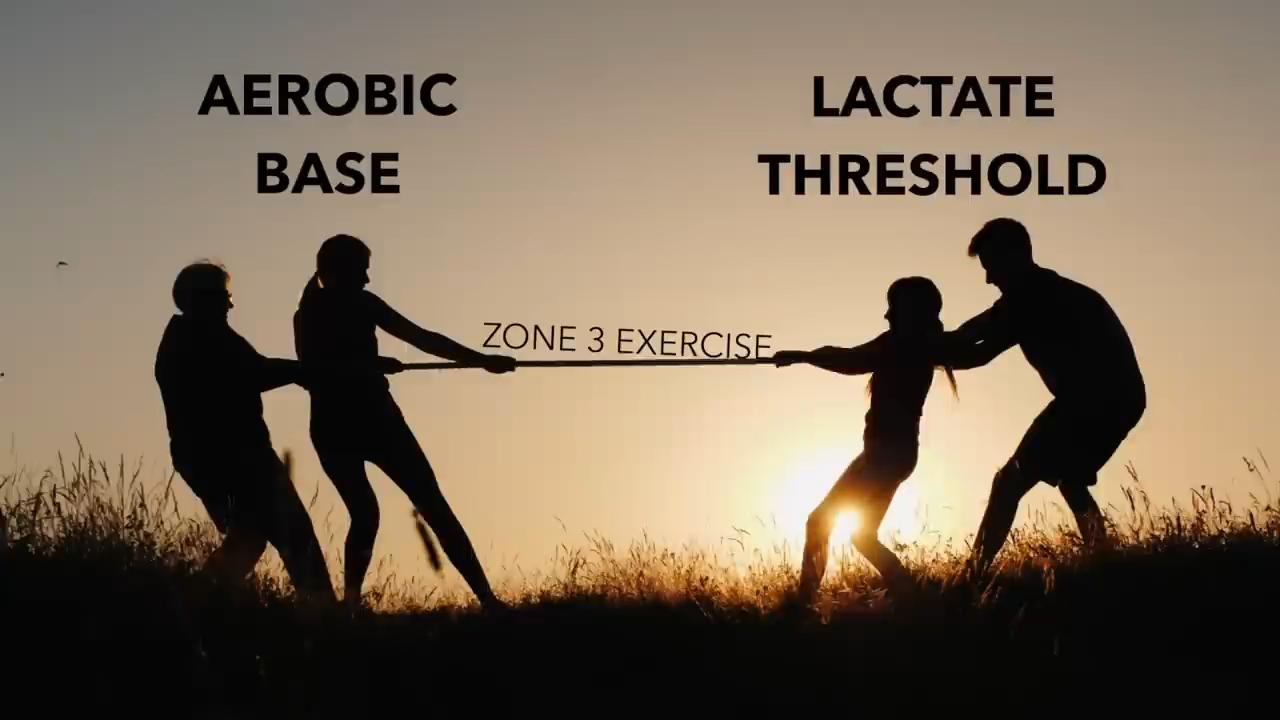 AEROBIC
BASE
LACTATE
THRESHOLD
ZONE 3 EXERCISE